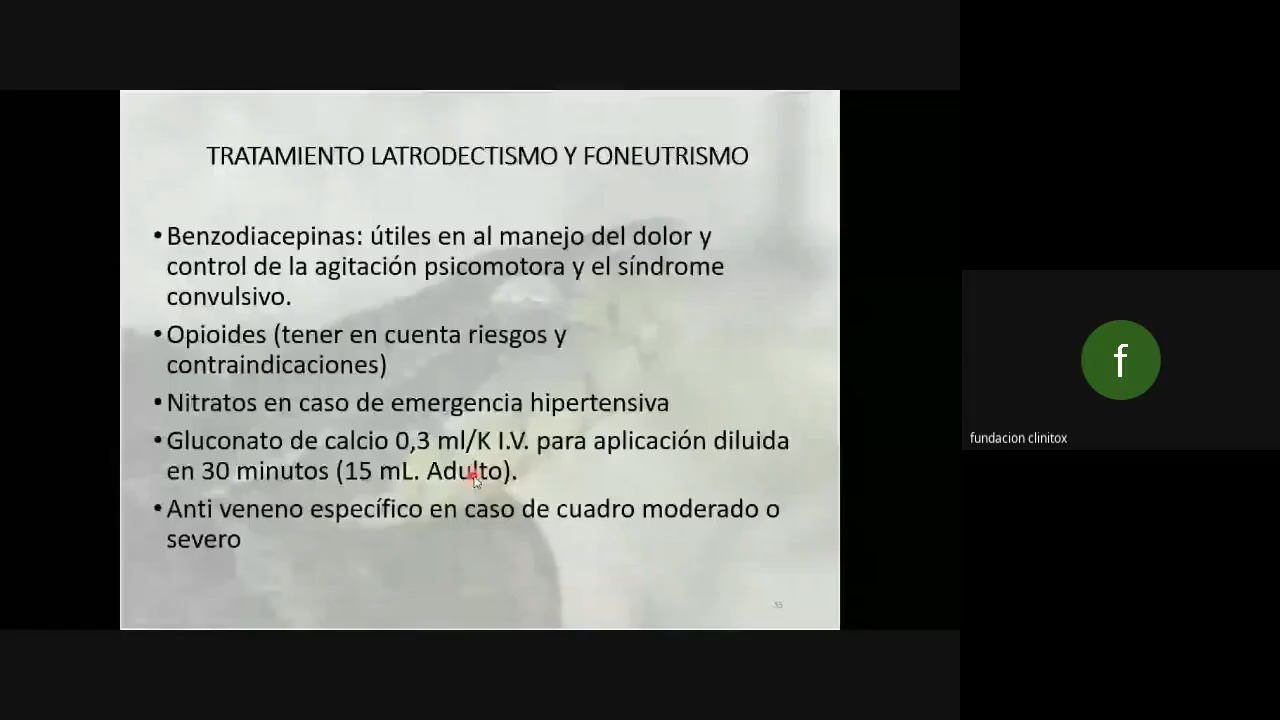 TRATAMIENTO LATRODECTISMO Y FONEUTRISMO
•Benzodiacepinas: útiles en al manejo del dolor y
control de la agitación psicomotora y el síndrome
convulsivo.
•Opioides (tener en cuenta riesgos y
contraindicaciones)
•Nitratos en caso de emergencia hipertensiva
•Gluconato de calcio 0,3 ml/K I.V. para aplicación diluida
en 30 minutos (15 mL. Adulto).
•Anti veneno específico en caso de cuadro moderado o
severo
f
fundacion clinitox